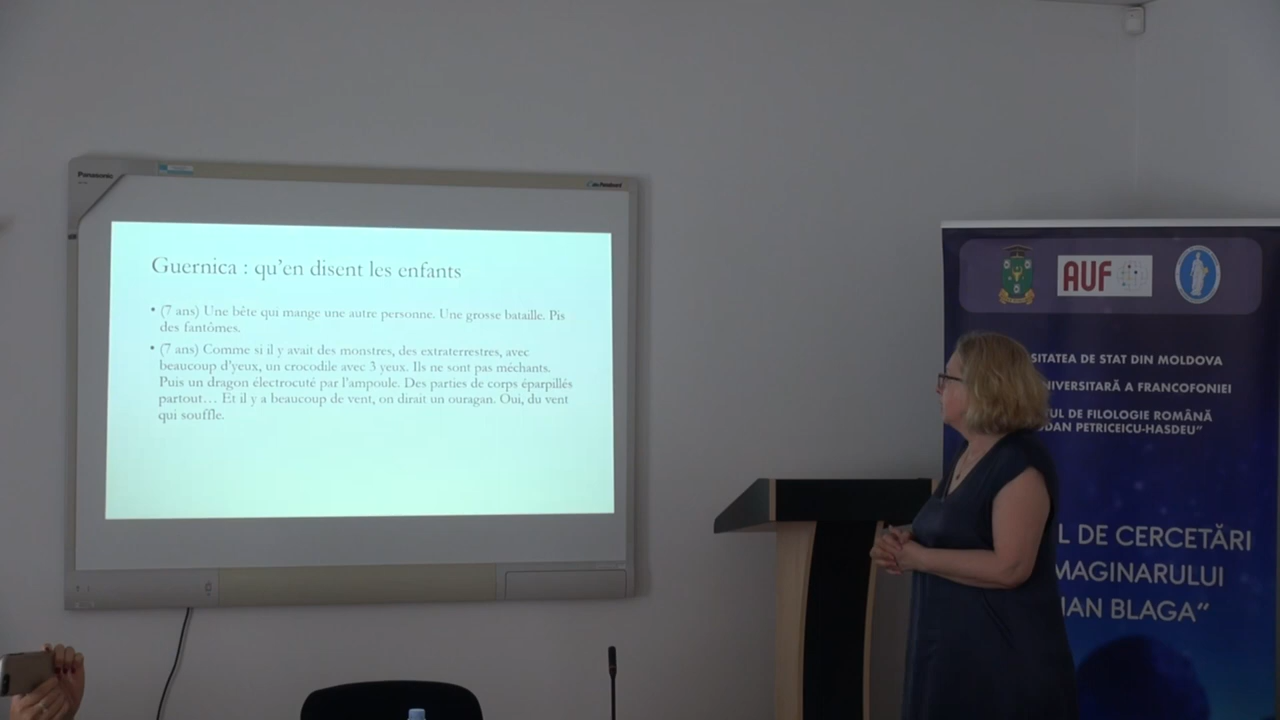 Panasonic
Guernica : qu'en disent les enfants
• (7 ans) Une bête qui mange une autre personne. Une grosse bataille. Pis
des fantômes.
• (7 ans) Comme si il y avait des monstres, des extraterrestres, avec
beaucoup d'yeux, un crocodile avec 3 yeux. Ils ne sont pas méchants.
Puis un dragon électrocuté par l'ampoule. Des parties de corps éparpillés
partout… Et il y a beaucoup de vent, on dirait un ouragan. Oui, du vent
qui souffle.
AUF
SITATEA DE STAT DIN MOLDOVA
NIVERSITARĂ A FRANCOFONIEI
UL DE FILOLOGIE ROMÂNĂ
DAN PETRICEICU-HASDEU”
L DE CERCETĂRI
MAGINARULUI
IAN BLAGA”